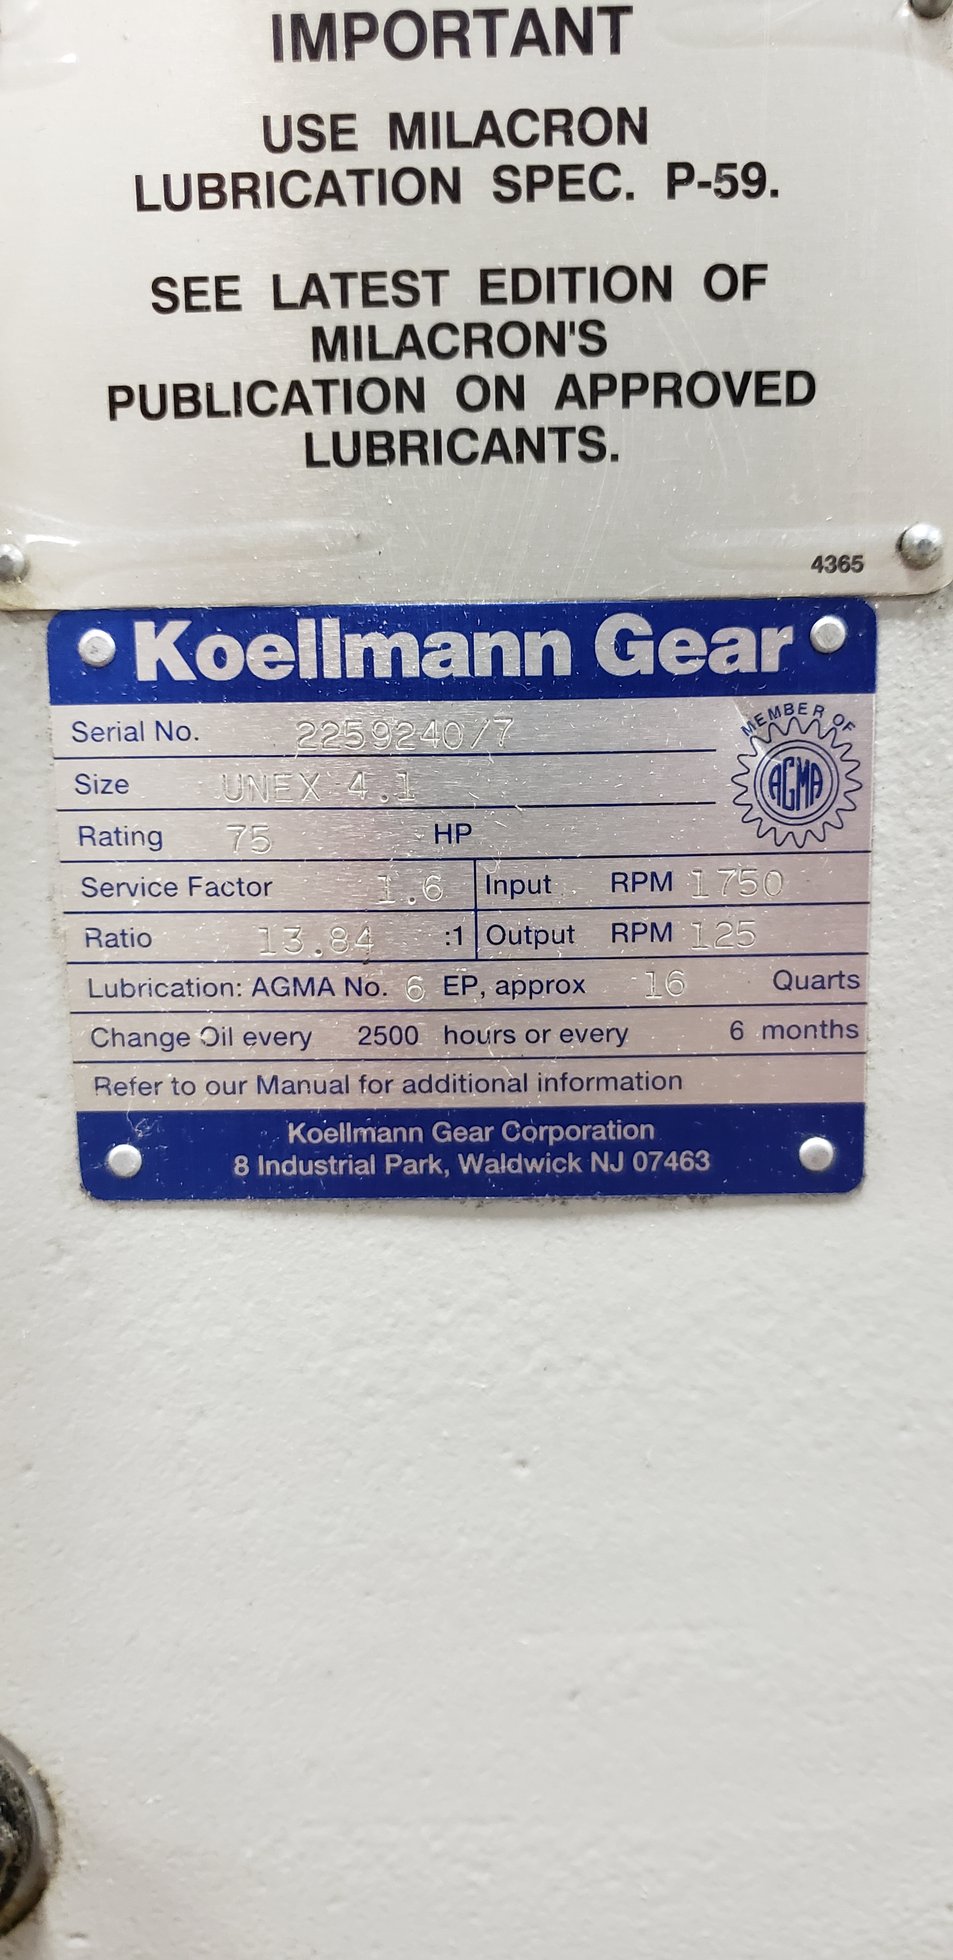 IMPORTANT
USE MILACRON
LUBRICATION SPEC. P-59.
SEE LATEST EDITION OF
MILACRON'S
PUBLICATION ON APPROVED
LUBRICANTS.
4365
Koellmann Gear
Serial No. 2259240/7
MEMBER OF
AGMA
Size UNEX 4.1
Rating 75 HP
Service Factor 1.6 Input RPM 1750
Ratio 13.84 :1 Output RPM 125
Lubrication: AGMA No. 6 EP, approx 16 Quarts
Change Oil every 2500 hours or every 6 months
Refer to our Manual for additional information
Koellmann Gear Corporation
8 Industrial Park, Waldwick NJ 07463